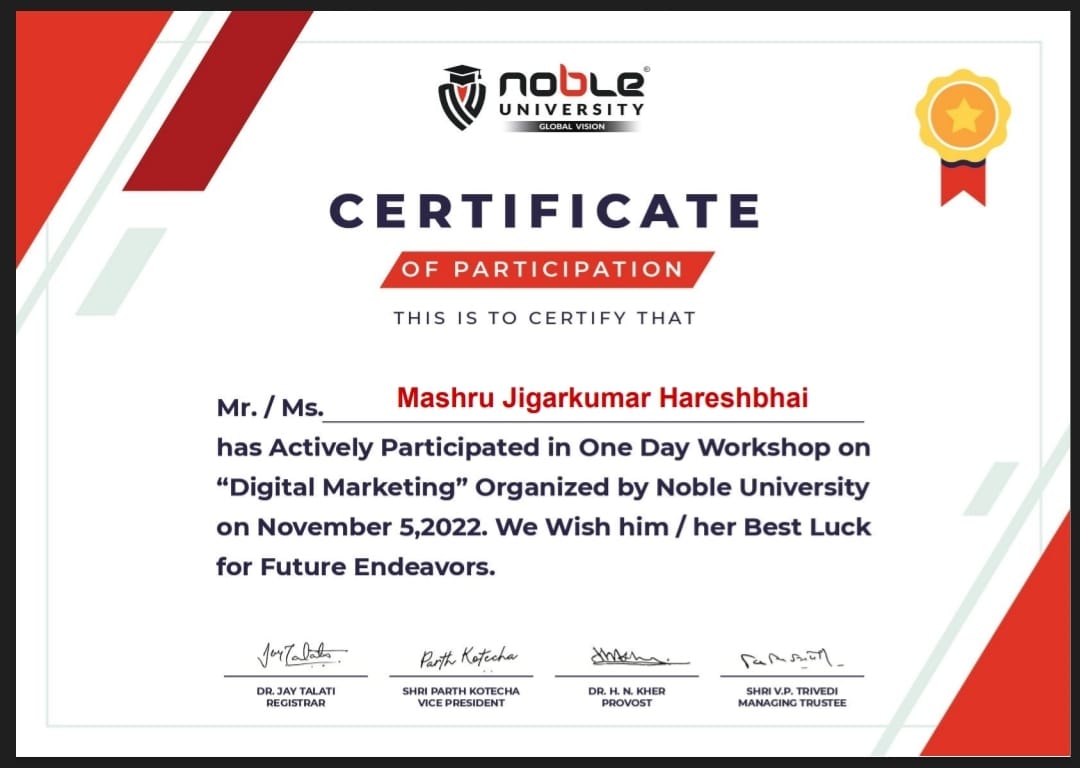 noble©
UNIVERSITY
GLOBAL VISION
CERTIFICATE
OF PARTICIPATION
THIS IS TO CERTIFY THAT
Mr. / Ms. Mashru Jigarkumar Hareshbhai
has Actively Participated in One Day Workshop on
“Digital Marketing” Organized by Noble University
on November 5,2022. We Wish him / her Best Luck
for Future Endeavors.
Jay Talati Parth Kotecha
DR. JAY TALATI SHRI PARTH KOTECHA DR. H. N. KHER SHRI V.P. TRIVEDI
REGISTRAR VICE PRESIDENT PROVOST MANAGING TRUSTEE